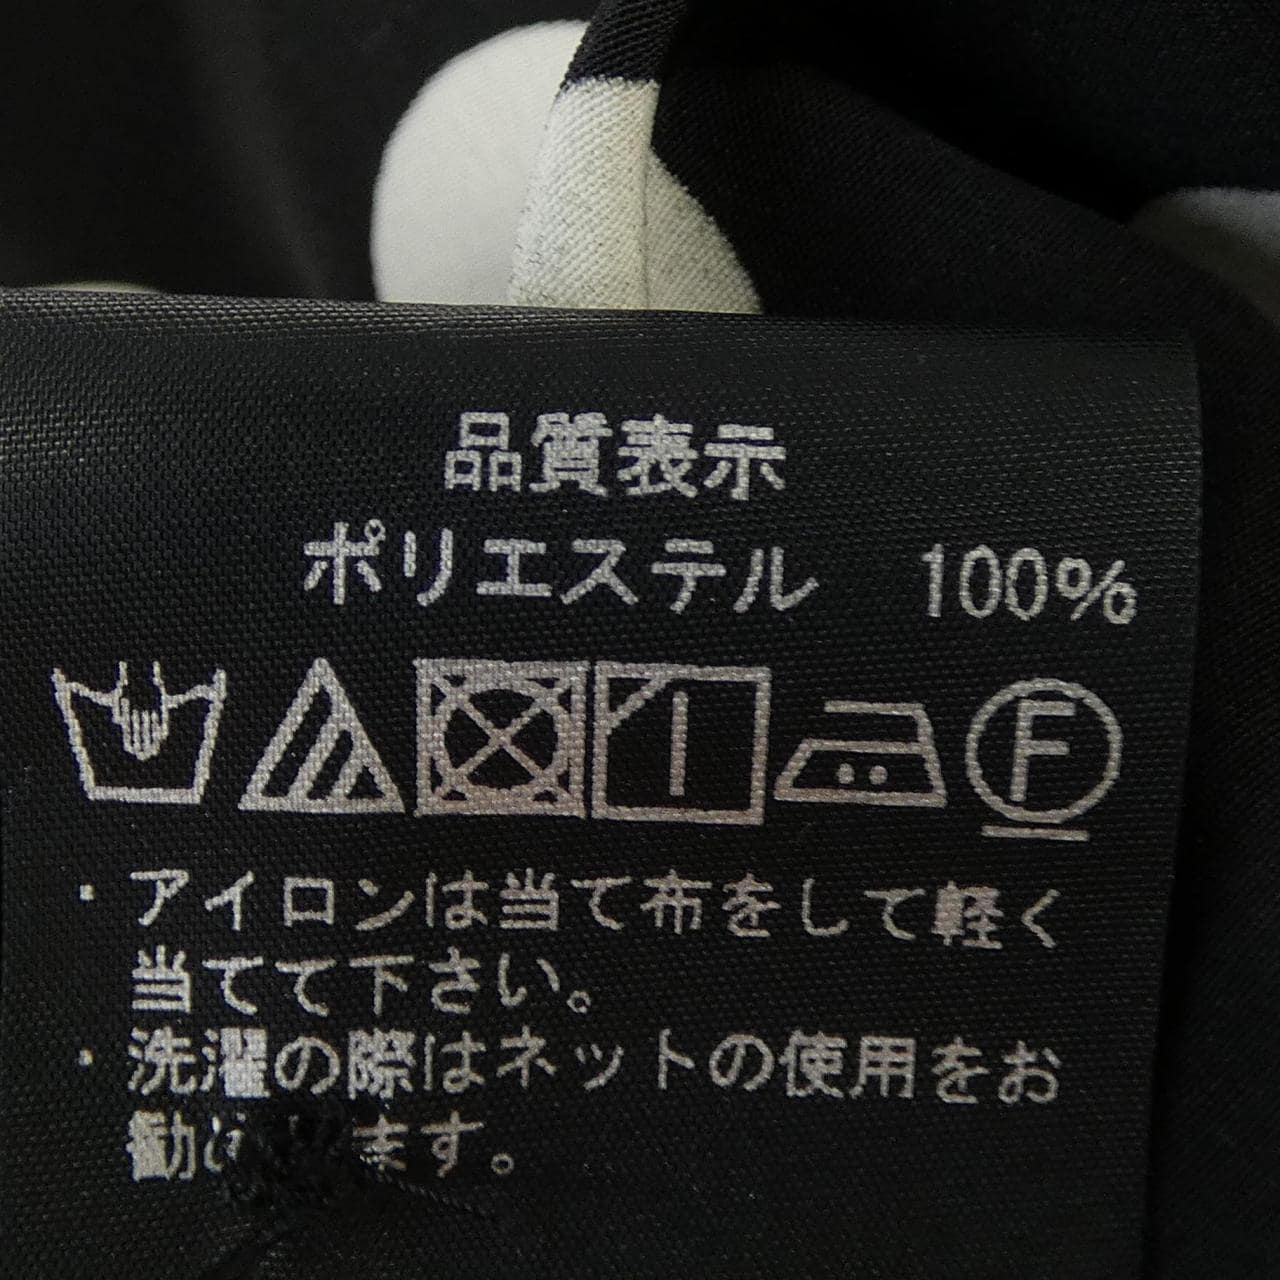 品質表示
ポリエステル 100%
F
・アイロンは当て布をして軽く
当てて下さい。
・洗濯の際はネットの使用をお
勧め ます。